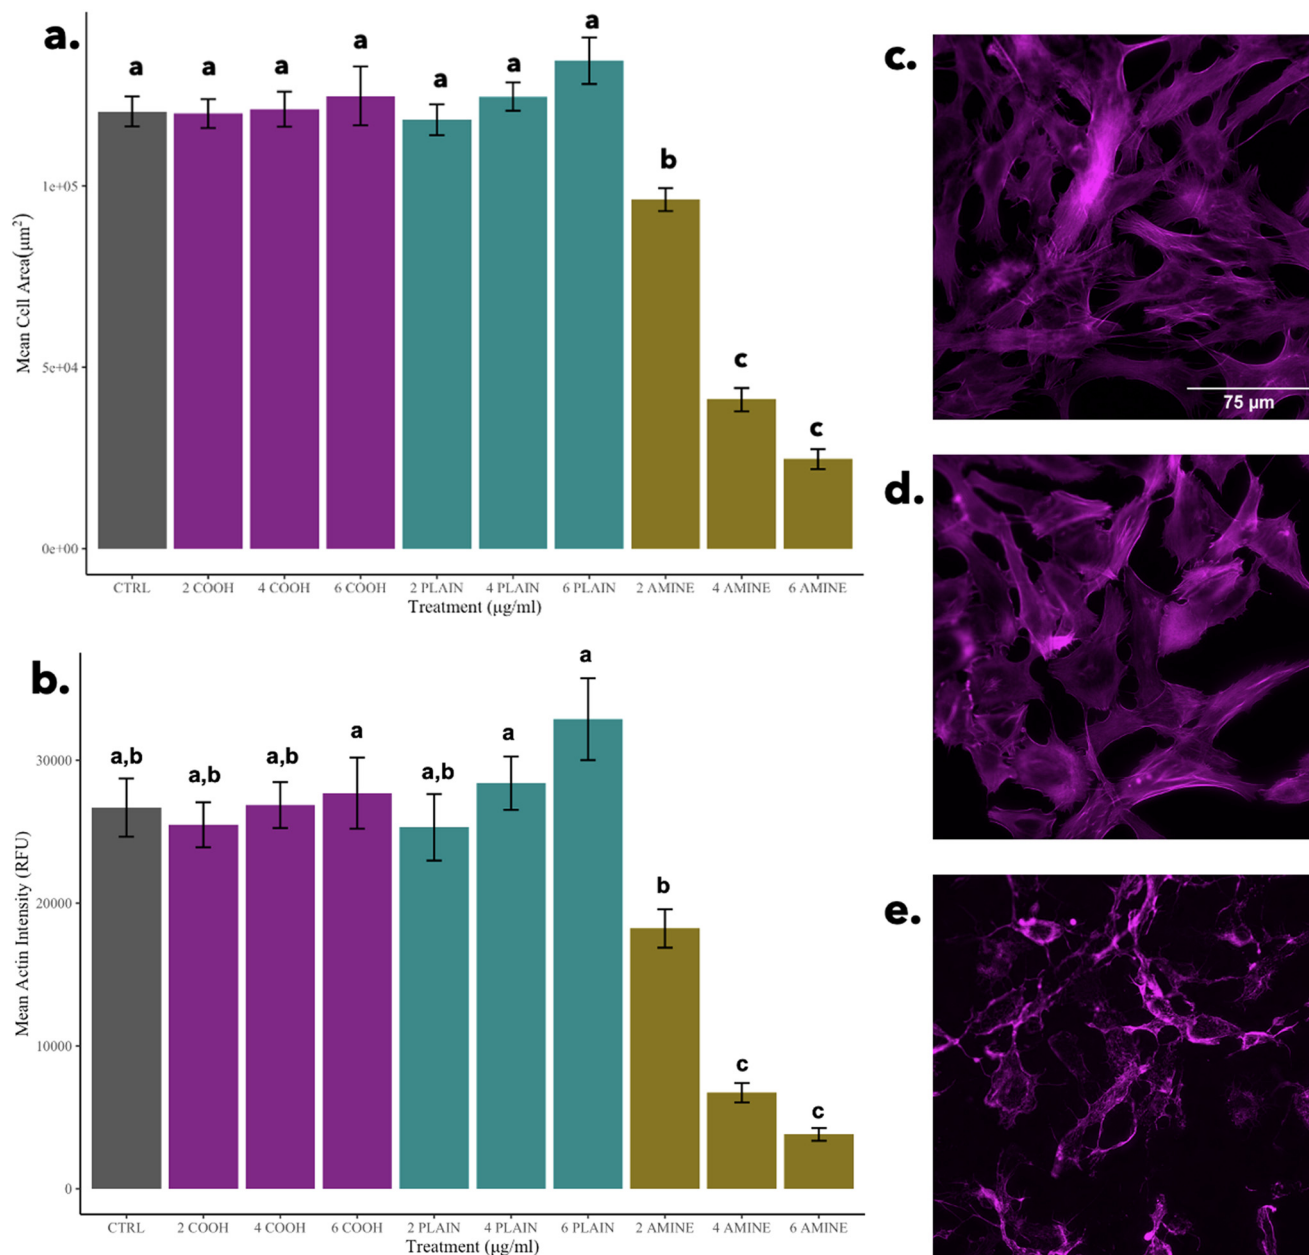 a.
a a a a a a a b c c
Mean Cell Area(μm²)
1e+05
5e+04
0e+00
CTRL 2 COOH 4 COOH 6 COOH 2 PLAIN 4 PLAIN 6 PLAIN 2 AMINE 4 AMINE 6 AMINE
Treatment (μg/ml)
b.
a,b a,b a,b a a,b a a b c c
Mean Actin Intensity (RFU)
30000
20000
10000
0
CTRL 2 COOH 4 COOH 6 COOH 2 PLAIN 4 PLAIN 6 PLAIN 2 AMINE 4 AMINE 6 AMINE
Treatment (μg/ml)
c.
75 μm
d.
e.